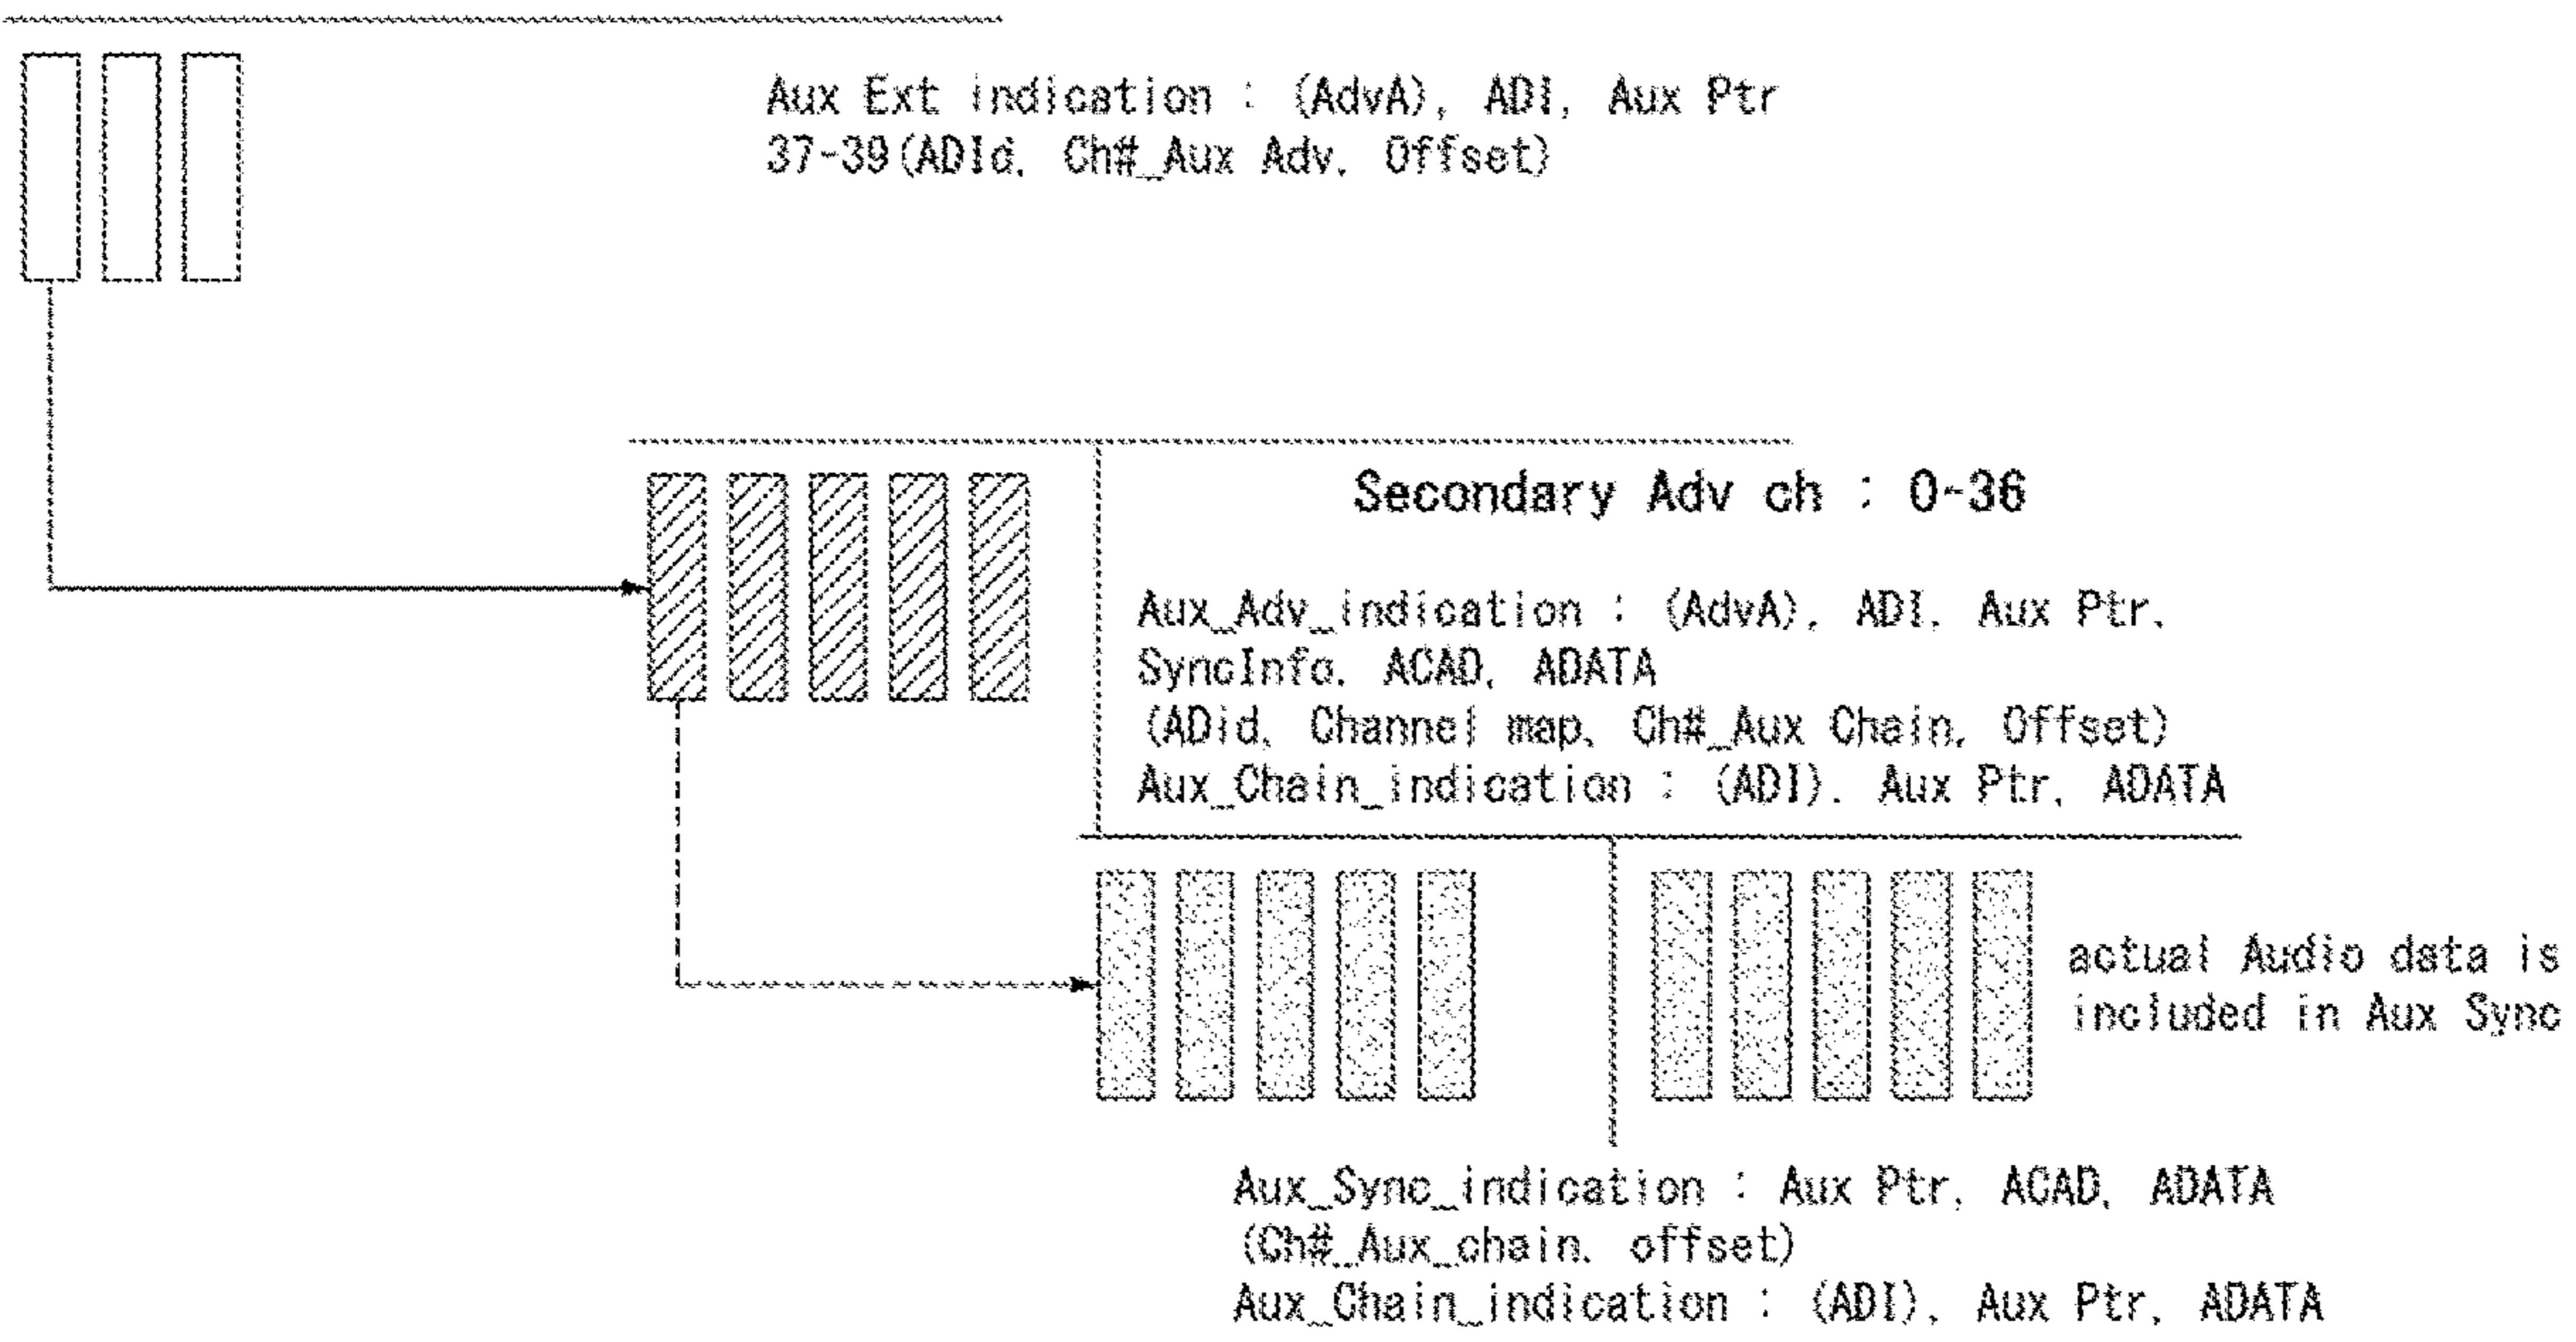 Aux Ext indication : (AdvA), ADI, Aux Ptr
37-39(ADId, Ch#_Aux Adv, Offset)
Secondary Adv ch : 0-36
Aux_Adv_indication : (AdvA), ADI, Aux Ptr,
SyncInfo, ACAD, ADATA
(ADid, Channel map, Ch#_Aux Chain, Offset)
Aux_Chain_indication : (ADI), Aux Ptr, ADATA
actual Audio data is
included in Aux Sync
Aux_Sync_indication : Aux Ptr, ACAD, ADATA
(Ch#_Aux_chain, offset)
Aux_Chain_indication : (ADI), Aux Ptr, ADATA